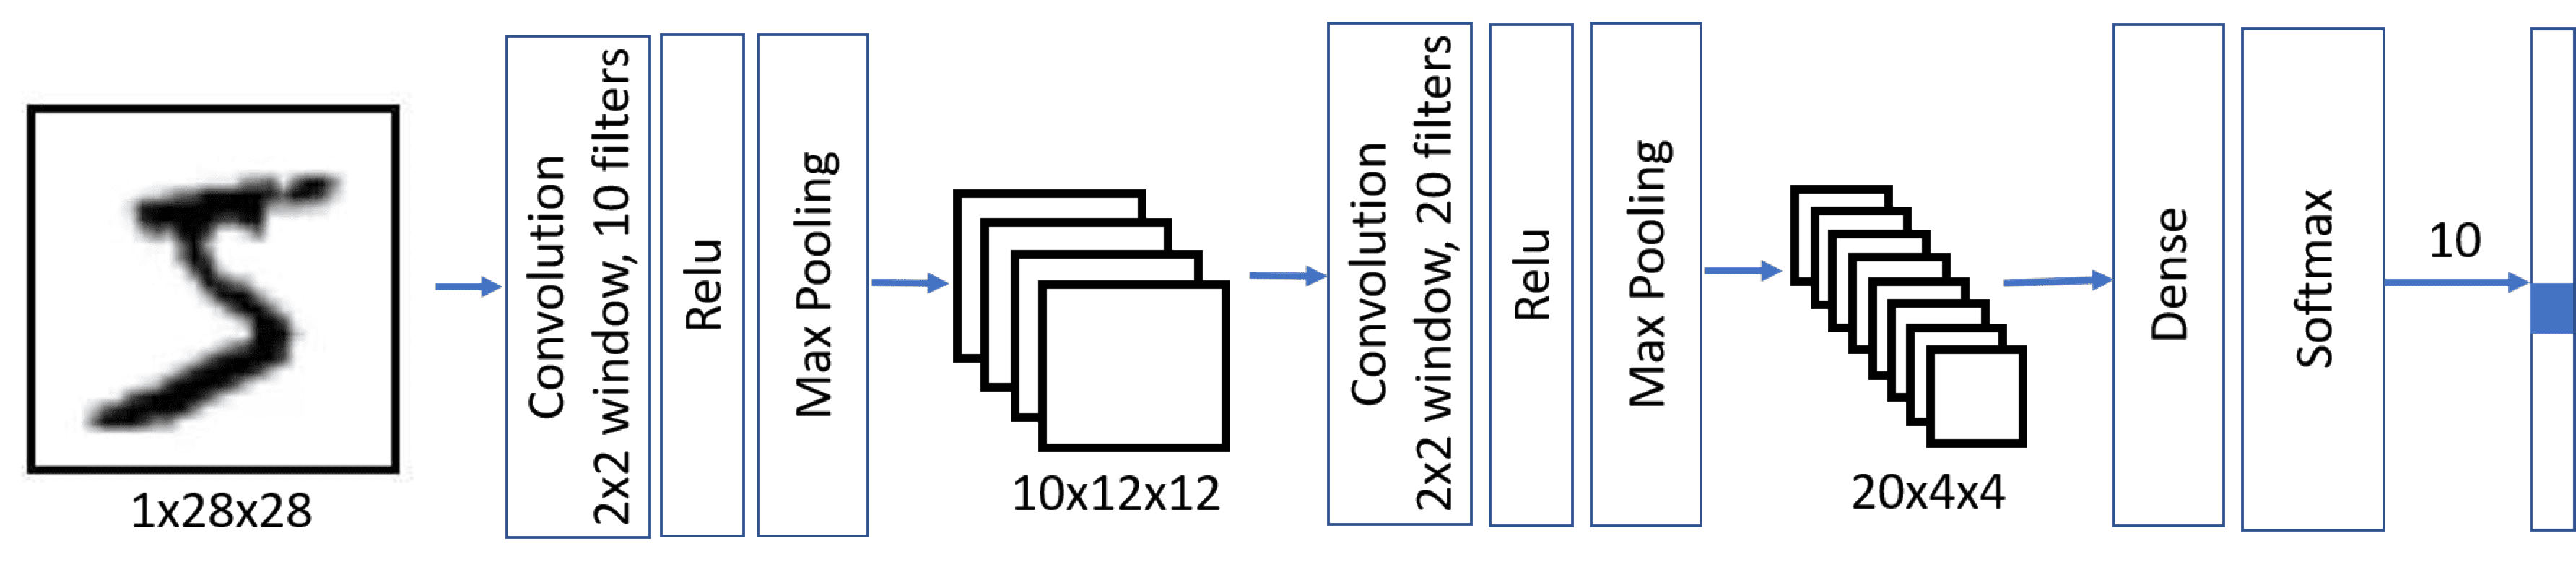 1x28x28
Convolution
2x2 window, 10 filters
Relu
Max Pooling
10x12x12
Convolution
2x2 window, 20 filters
Relu
Max Pooling
20x4x4
Dense
Softmax
10